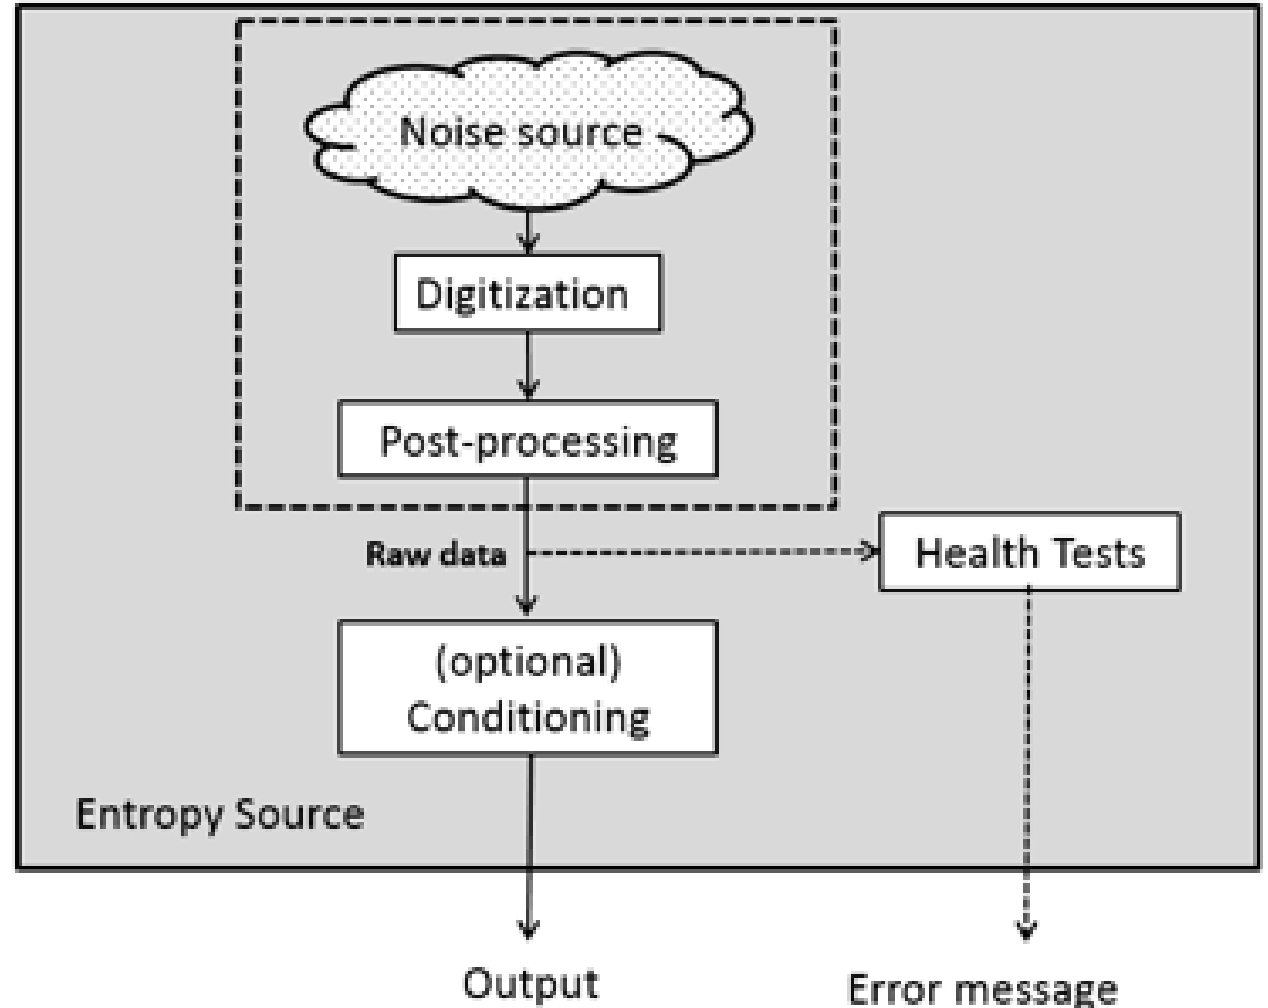 Noise source
Digitization
Post-processing
Raw data
Health Tests
(optional)
Conditioning
Entropy Source
Output
Error message